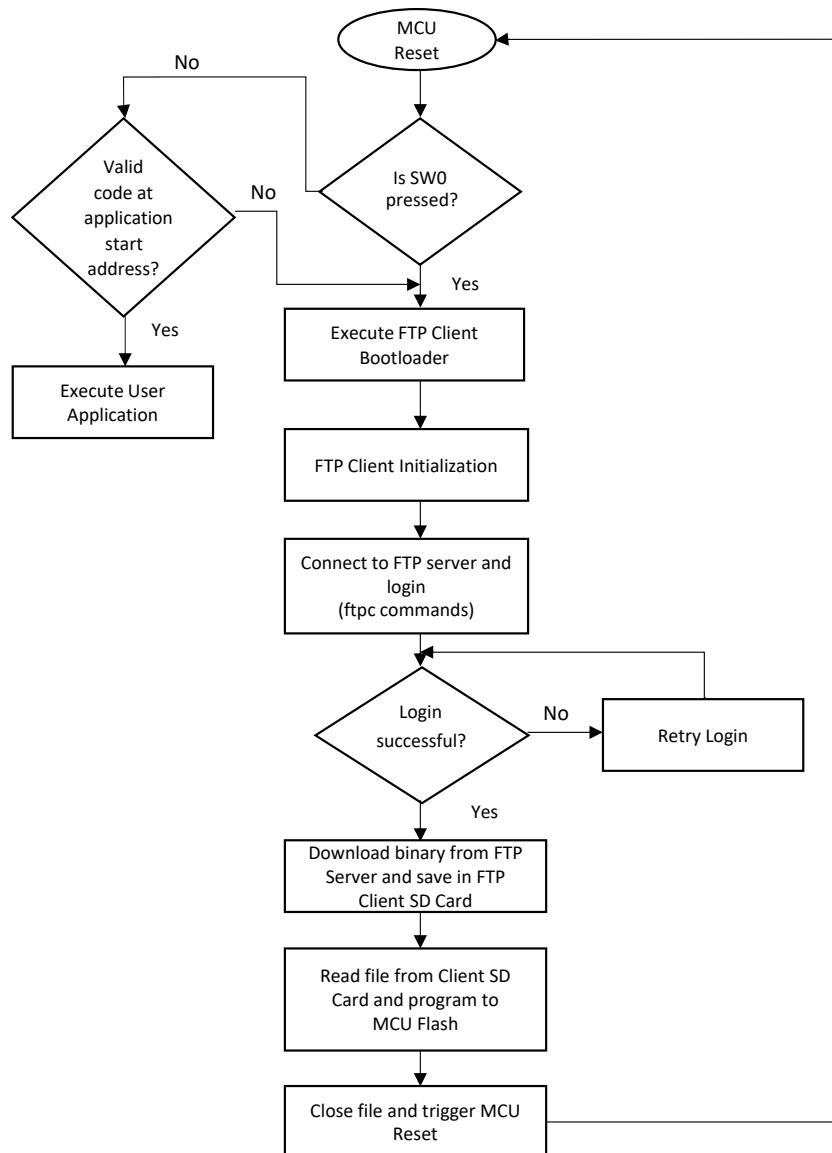 MCU
Reset
No
Is SW0
pressed?
Valid
code at
application
start
address?
No
Yes
Yes
Execute FTP Client
Bootloader
Execute User
Application
FTP Client Initialization
Connect to FTP server and
login
(ftpc commands)
Login
successful?
No
Retry Login
Yes
Download binary from FTP
Server and save in FTP
Client SD Card
Read file from Client SD
Card and program to
MCU Flash
Close file and trigger MCU
Reset